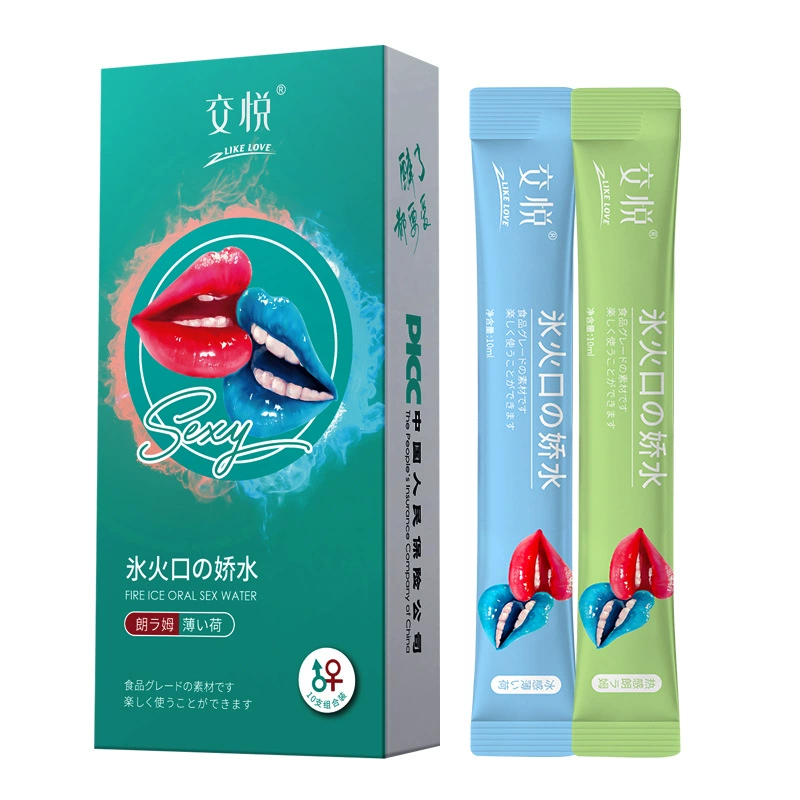 交悦®
LIKE LOVE
Sexy
氷火口の娇水
FIRE ICE ORAL SEX WATER
朗ラ姆 薄い荷
食品グレードの素材です
楽しく使うことができます
10支组合装
PICC 中国人民保险公司
The People's Insurance Company of China
交悦®
LIKE LOVE
氷火口の娇水
食品グレードの素材です
楽しく使うことができます
净含量:10ml
冰感薄い荷
交悦®
LIKE LOVE
氷火口の娇水
食品グレードの素材です
楽しく使うことができます
净含量:10ml
热感朗ラ姆